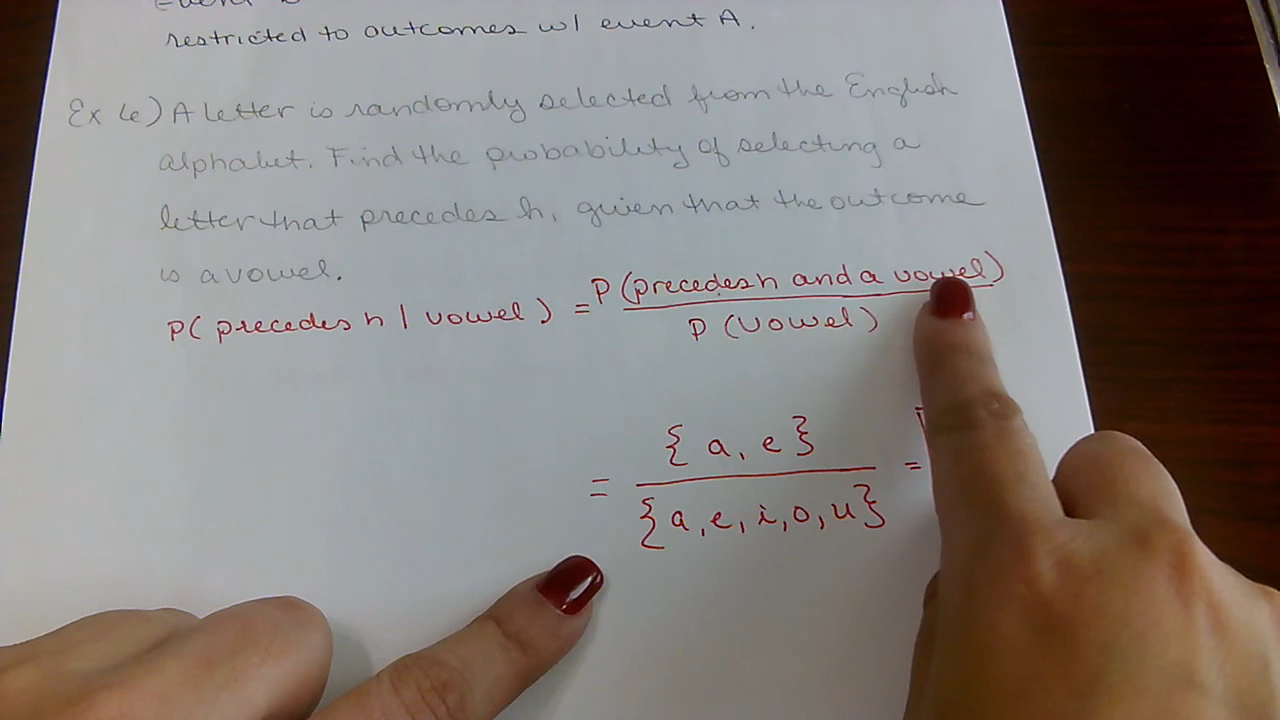 restricted to outcomes w/ event A.
Ex 6) A letter is randomly selected from the English
alphabet. Find the probability of selecting a
letter that precedes h, given that the outcome
is a vowel.
P( precedes h | vowel ) = P (precedes h and a vowel)
P (vowel)
= { a, e } =
{a, e, i, o, u}